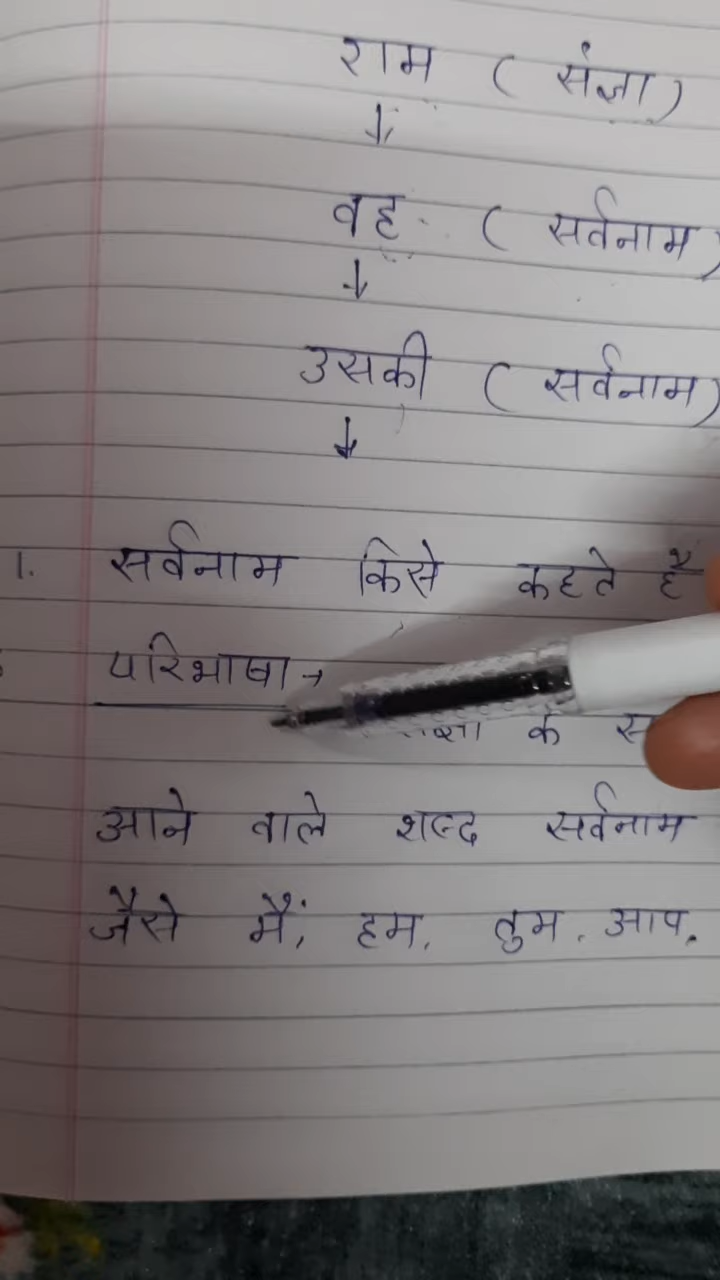 राम ( संज्ञा )
वह ( सर्वनाम )
उसकी ( सर्वनाम )
1. सर्वनाम किसे कहते हैं
परिभाषा →
के
आने वाले शब्द सर्वनाम
जैसे मैं, हम, तुम, आप,